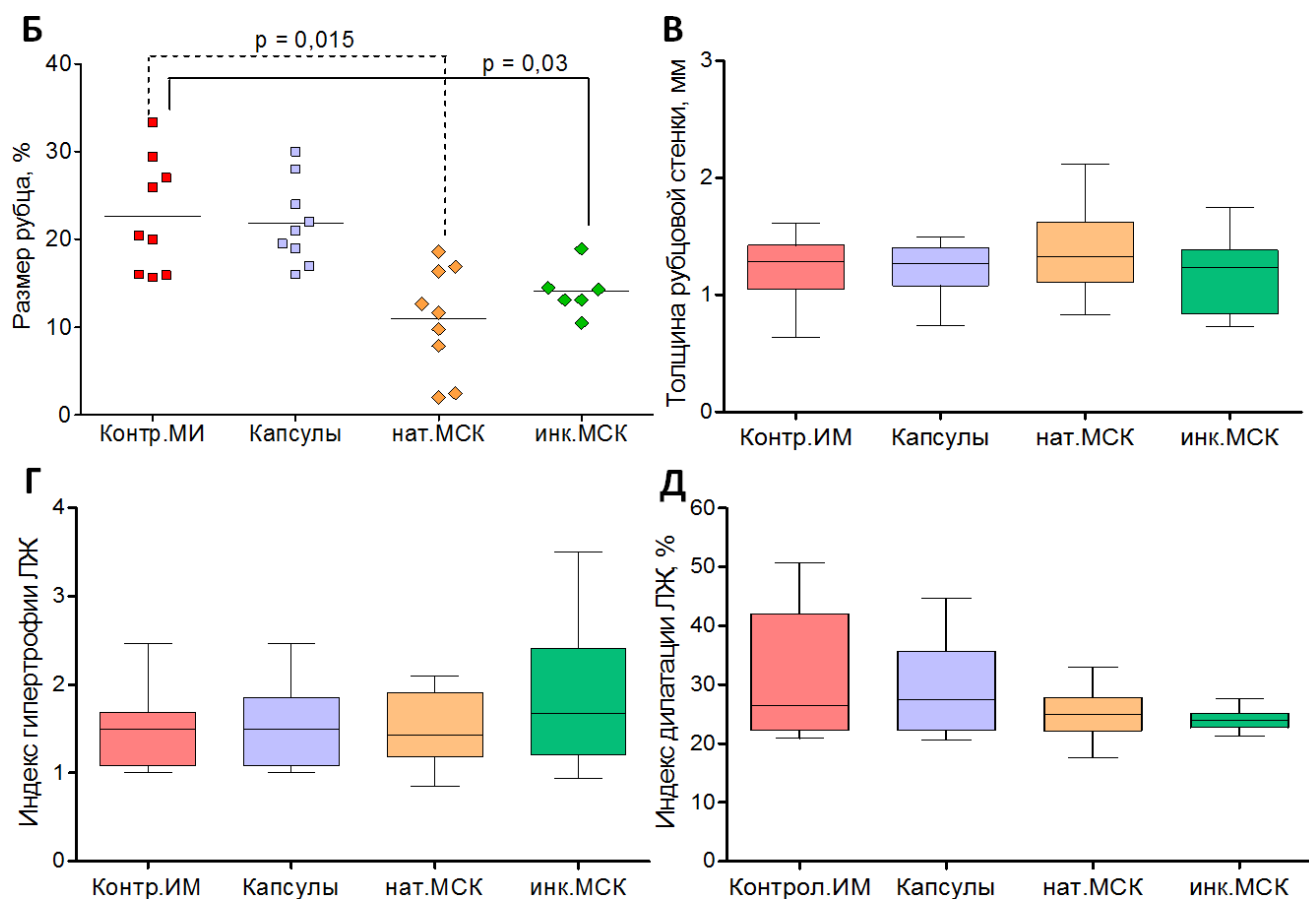 Б
p = 0,015
p = 0,03
Размер рубца, %
40
30
20
10
0
Контр.МИ Капсулы нат.МСК инк.МСК
В
Толщина рубцовой стенки, мм
3
2
1
0
Контр.ИМ Капсулы нат.МСК инк.МСК
Г
Индекс гипертрофии ЛЖ
4
3
2
1
0
Контр.ИМ Капсулы нат.МСК инк.МСК
Д
Индекс дилатации ЛЖ, %
60
50
40
30
20
10
0
Контрол.ИМ Капсулы нат.МСК инк.МСК